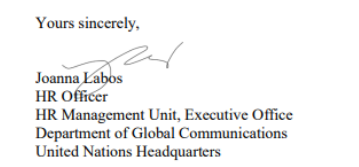 Yours sincerely,
Joanna Labos
HR Officer
HR Management Unit, Executive Office
Department of Global Communications
United Nations Headquarters